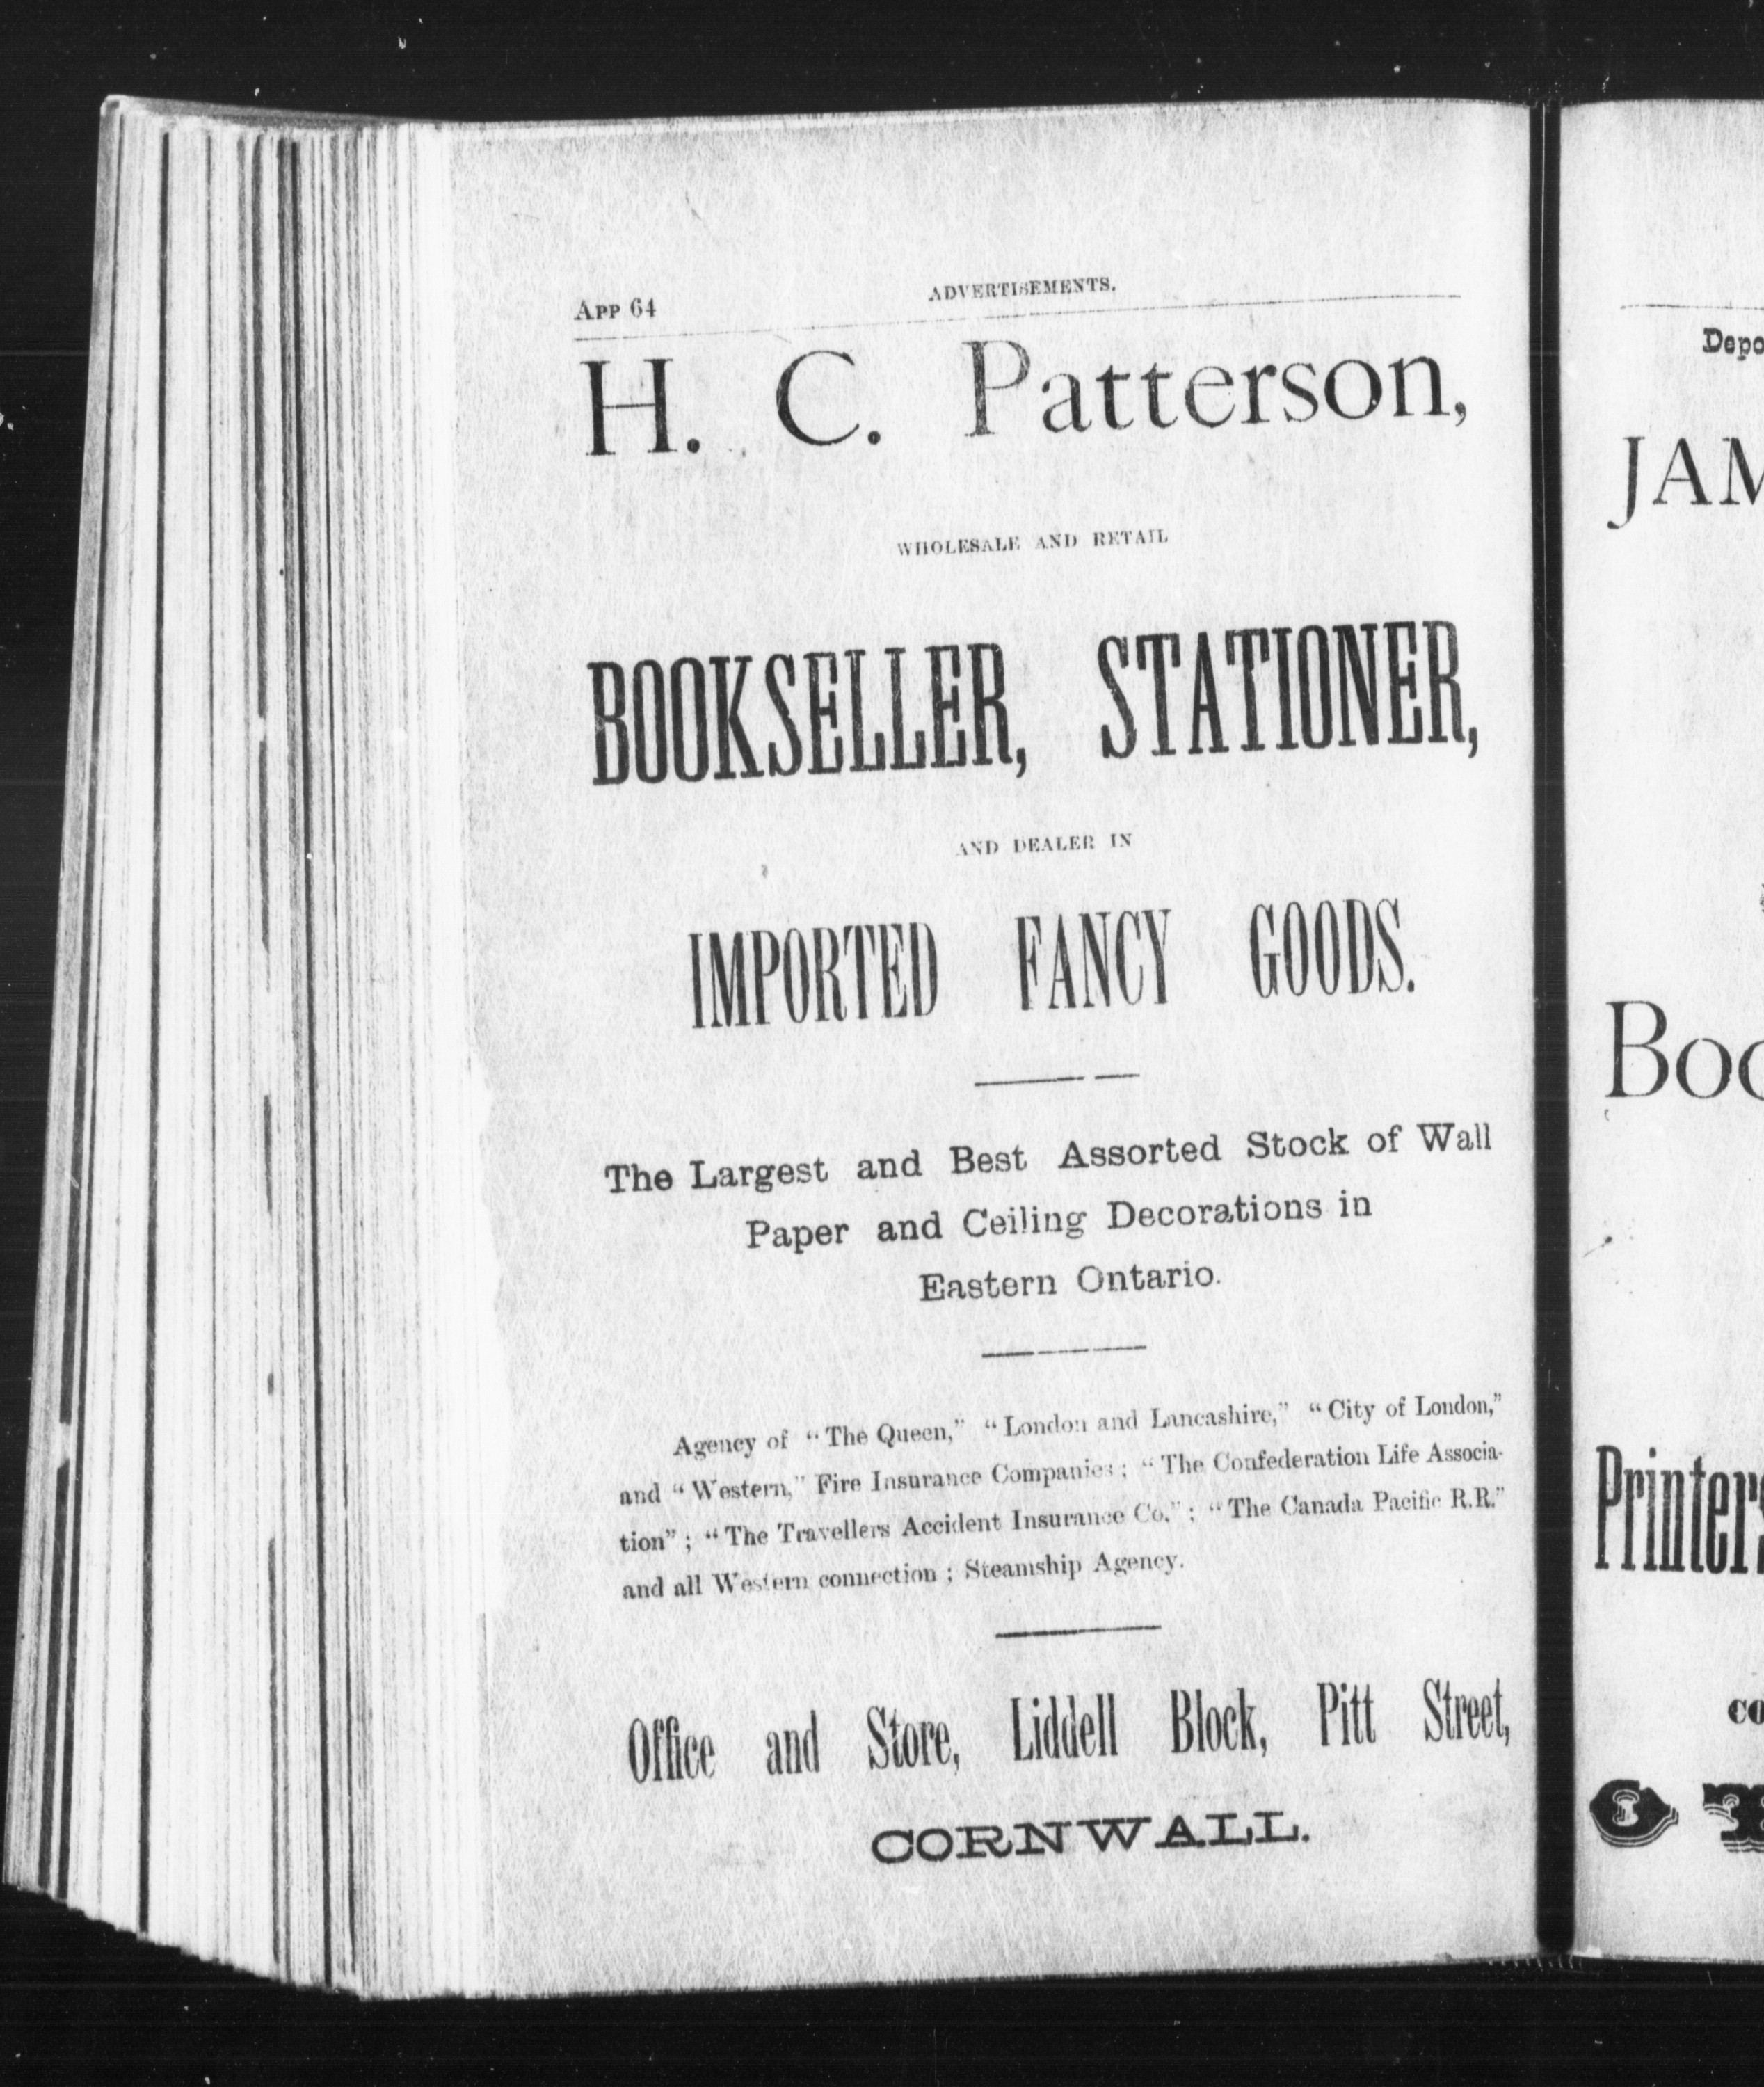 APP 64
ADVERTISEMENTS.
H. C. Patterson,
WHOLESALE AND RETAIL
BOOKSELLER, STATIONER,
AND DEALER IN
IMPORTED FANCY GOODS.
The Largest and Best Assorted Stock of Wall
Paper and Ceiling Decorations in
Eastern Ontario.
Agency of "The Queen," "London and Lancashire," "City of London,"
and "Western," Fire Insurance Companies; "The Confederation Life Associa-
tion"; "The Travellers Accident Insurance Co."; "The Canada Pacific R.R."
and all Western connection; Steamship Agency.
Office and Store, Liddell Block, Pitt Street,
CORNWALL.
Depo
JAM
Boo
Printers
CO